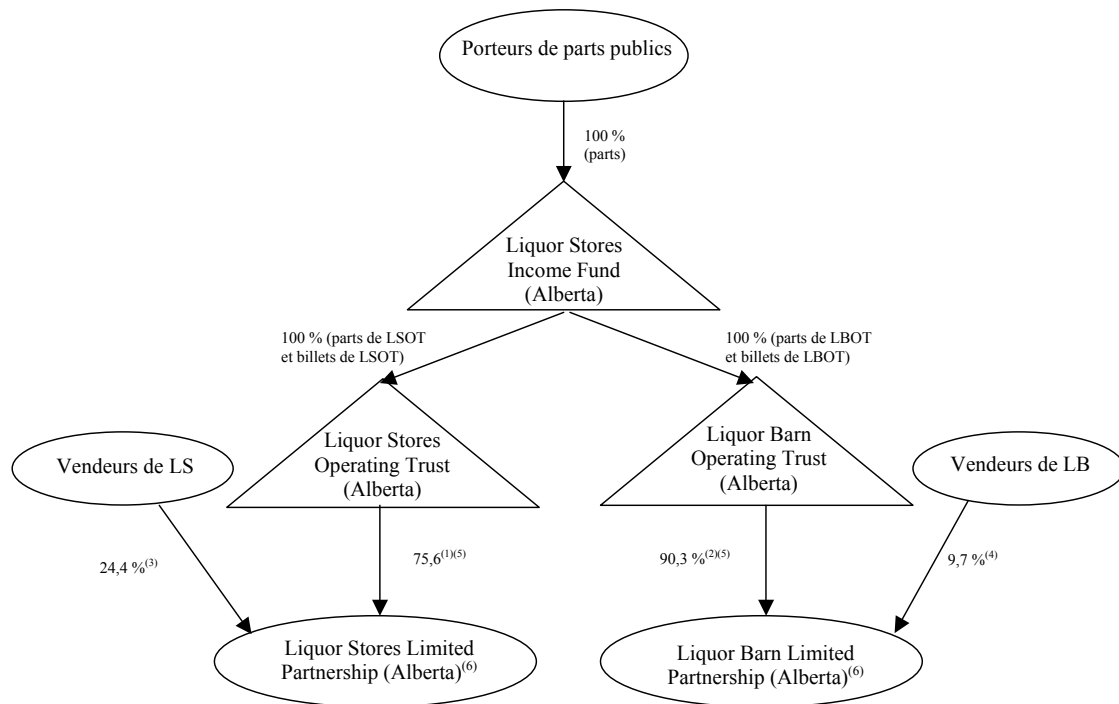 Porteurs de parts publics
100 %
(parts)
Liquor Stores
Income Fund
(Alberta)
100 % (parts de LSOT
et billets de LSOT)
100 % (parts de LBOT
et billets de LBOT)
Vendeurs de LS
Liquor Stores
Operating Trust
(Alberta)
Liquor Barn
Operating Trust
(Alberta)
Vendeurs de LB
24,4 %(3)
75,6(1)(5)
90,3 %(2)(5)
9,7 %(4)
Liquor Stores Limited
Partnership (Alberta)(6)
Liquor Barn Limited
Partnership (Alberta)(6)